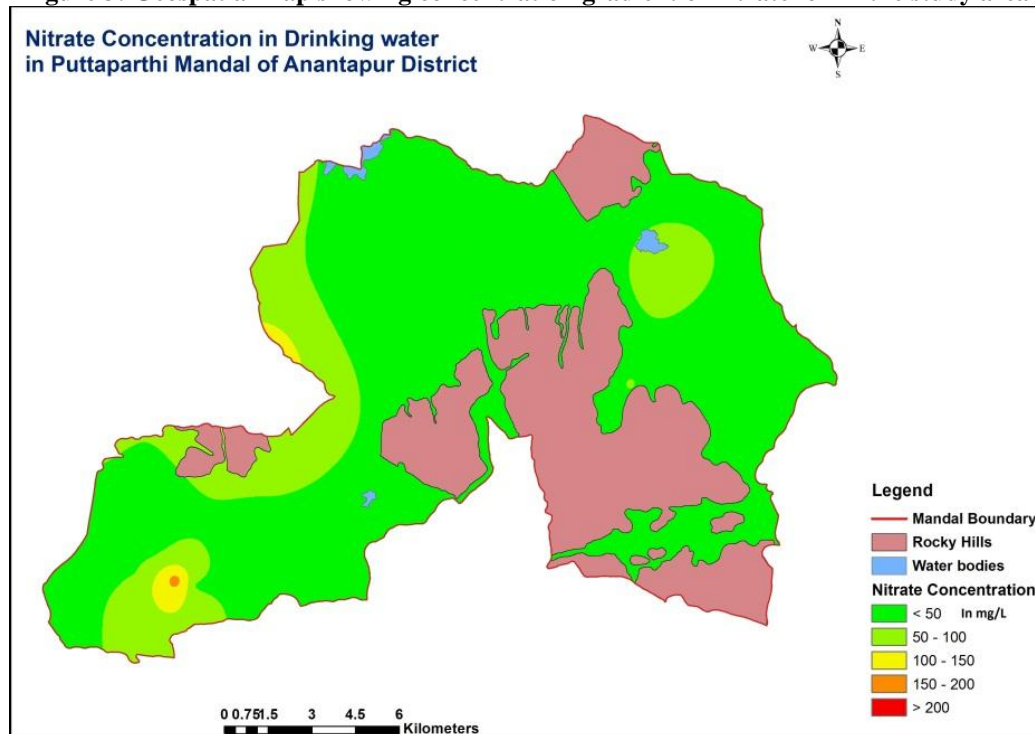 Nitrate Concentration in Drinking water
in Puttaparthi Mandal of Anantapur District
N
W E
S
Legend
Mandal Boundary
Rocky Hills
Water bodies
Nitrate Concentration
< 50 In mg/L
50 - 100
100 - 150
150 - 200
> 200
0 0.75 1.5 3 4.5 6
Kilometers